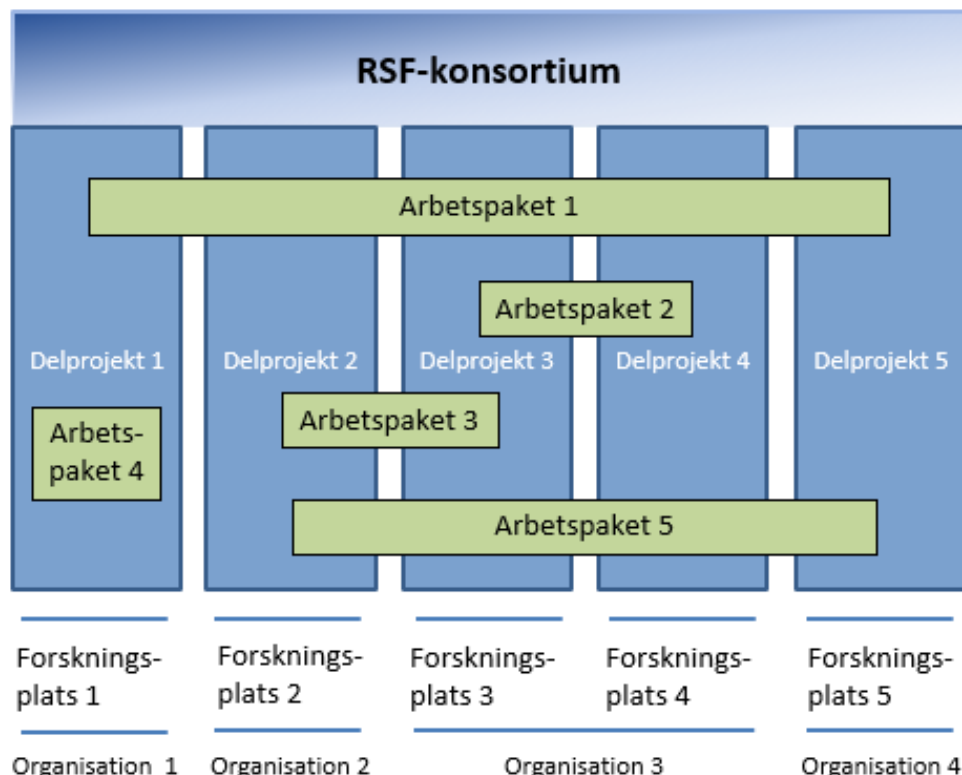 RSF-konsortium
Arbetspaket 1
Arbetspaket 2
Delprojekt 1
Delprojekt 2
Delprojekt 3
Delprojekt 4
Delprojekt 5
Arbetspaket 3
Arbets-
paket 4
Arbetspaket 5
Forsknings-
plats 1
Forsknings-
plats 2
Forsknings-
plats 3
Forsknings-
plats 4
Forsknings-
plats 5
Organisation 1
Organisation 2
Organisation 3
Organisation 4